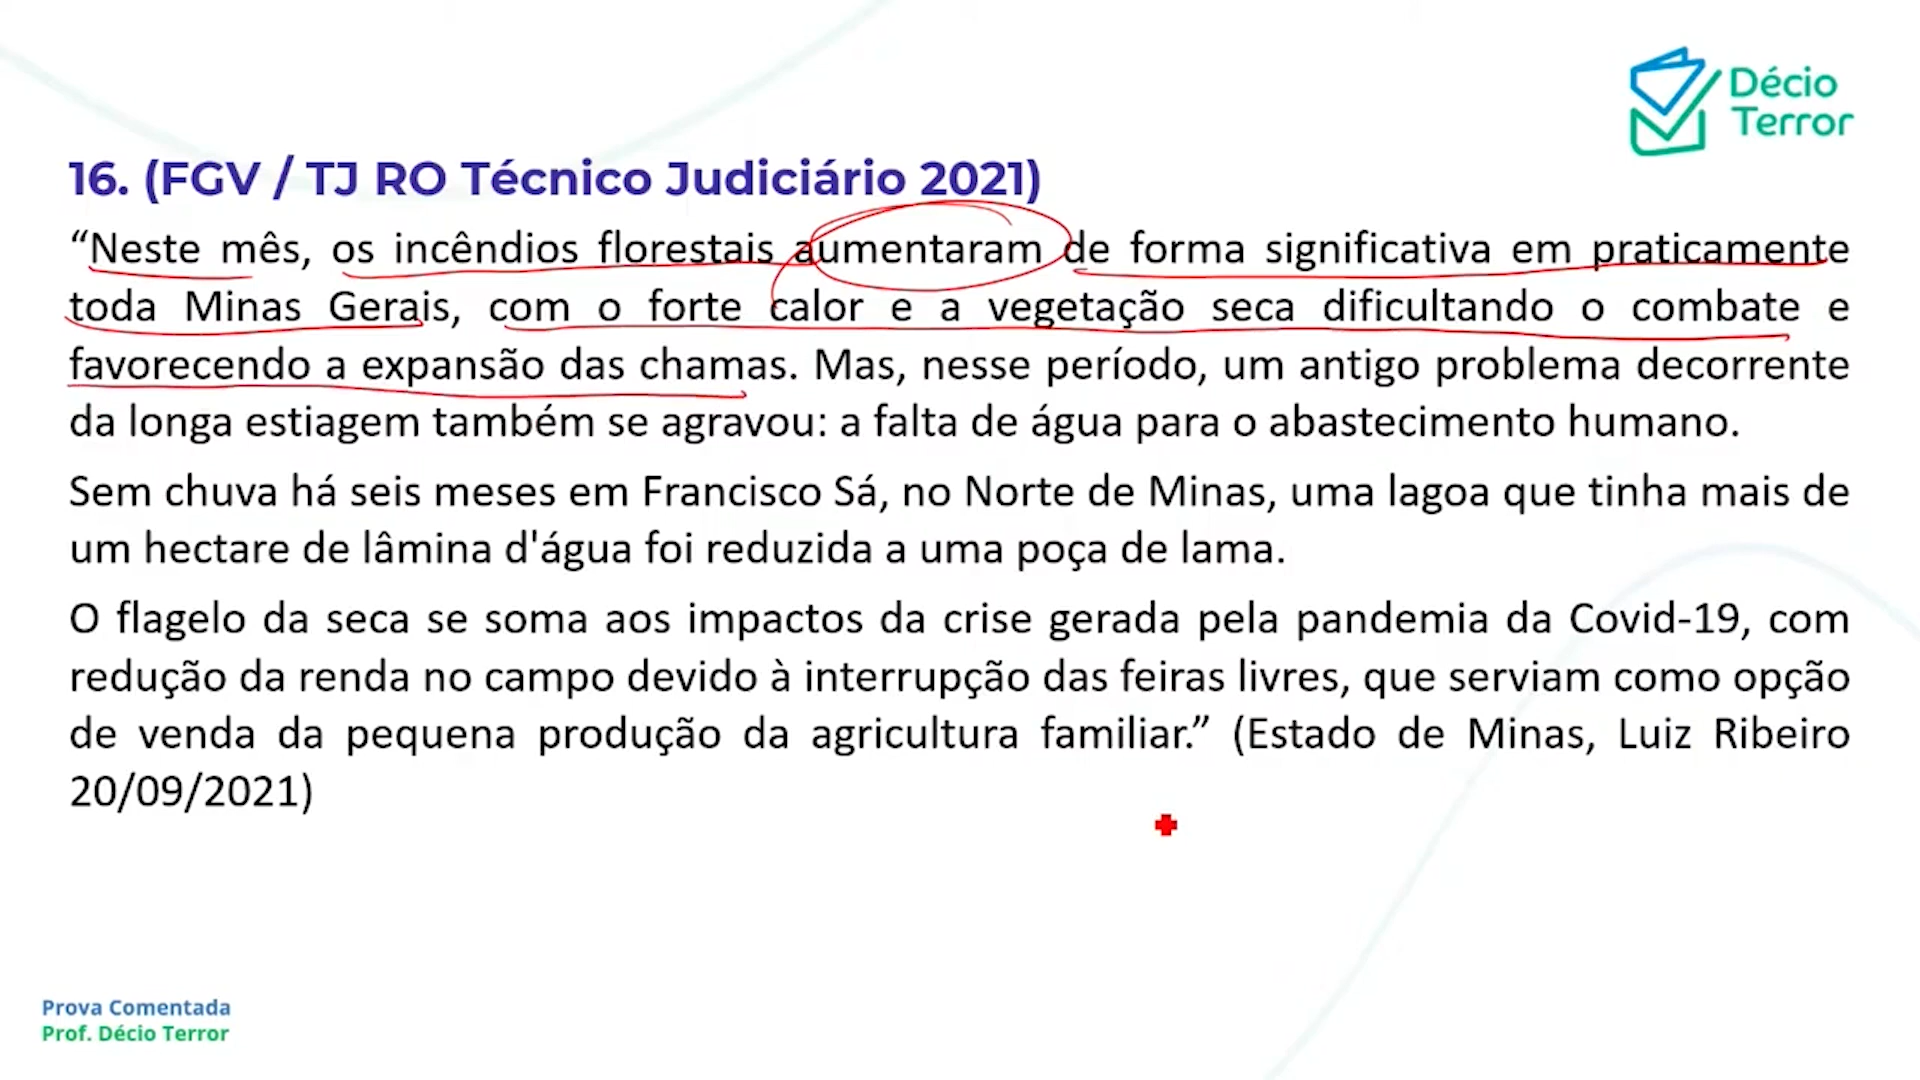 Décio
Terror
16. (FGV / TJ RO Técnico Judiciário 2021)
“Neste mês, os incêndios florestais aumentaram de forma significativa em praticamente
toda Minas Gerais, com o forte calor e a vegetação seca dificultando o combate e
favorecendo a expansão das chamas. Mas, nesse período, um antigo problema decorrente
da longa estiagem também se agravou: a falta de água para o abastecimento humano.
Sem chuva há seis meses em Francisco Sá, no Norte de Minas, uma lagoa que tinha mais de
um hectare de lâmina d'água foi reduzida a uma poça de lama.
O flagelo da seca se soma aos impactos da crise gerada pela pandemia da Covid-19, com
redução da renda no campo devido à interrupção das feiras livres, que serviam como opção
de venda da pequena produção da agricultura familiar.” (Estado de Minas, Luiz Ribeiro
20/09/2021)
Prova Comentada
Prof. Décio Terror